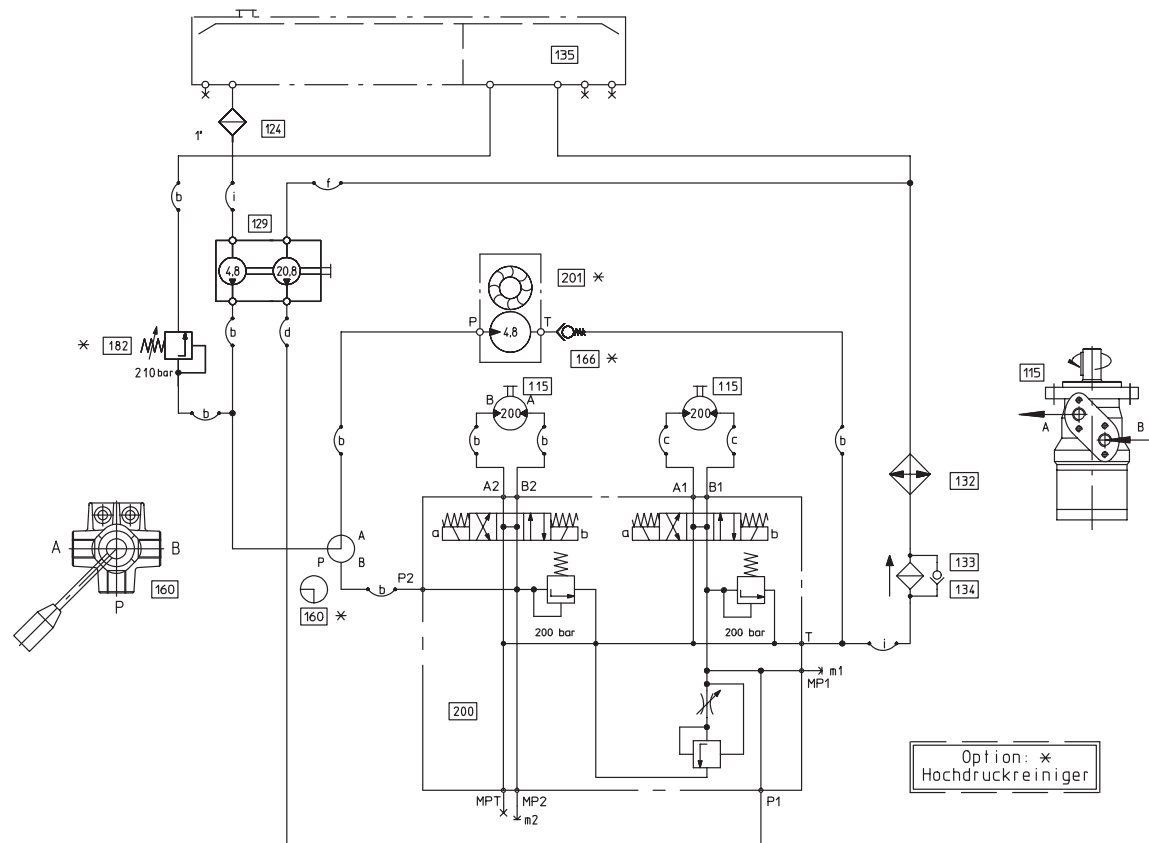 135
124
1"
f
b
i
129
4,8
20,8
201 *
b
d
P
T
4,8
* 182
166 *
210 bar
115
115
115
B
A
200
200
b
A
B
b
b
b
c
c
b
132
A2
B2
A1
B1
a
b
a
b
A
B
A
P
B
133
160
P2
b
134
P
160 *
200 bar
200 bar
T
i
m1
MP1
200
Option: *
Hochdruckreiniger
MPT
MP2
P1
m2